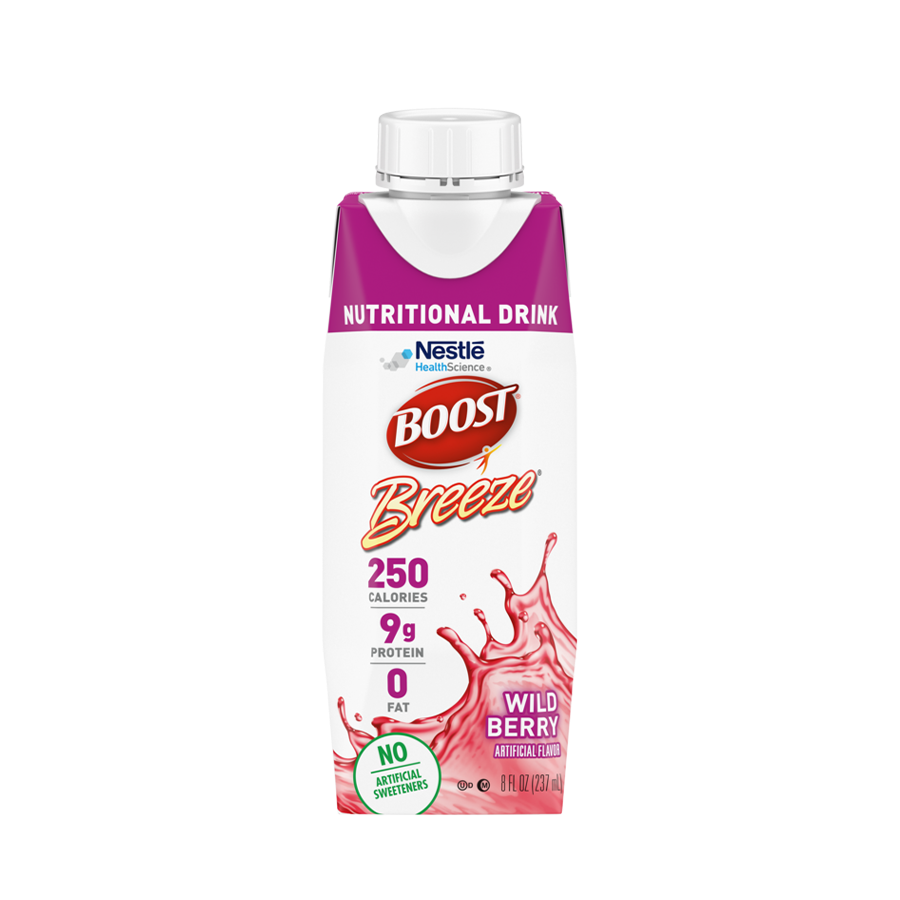 NUTRITIONAL DRINK
Nestlē
HealthScience®
BOOST®
Breeze®
250
CALORIES
9g
PROTEIN
0
FAT
WILD
BERRY
ARTIFICIAL FLAVOR
NO
ARTIFICIAL
SWEETENERS
U D M 8 FL OZ (237 mL)